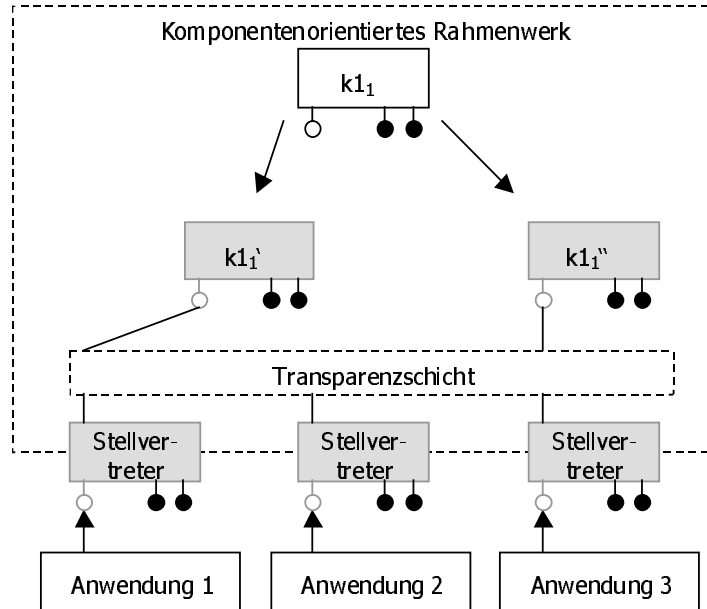 Komponentenorientiertes Rahmenwerk
k1₁
k1₁‘
k1₁“
Transparenzschicht
Stellver-
treter
Stellver-
treter
Stellver-
treter
Anwendung 1
Anwendung 2
Anwendung 3